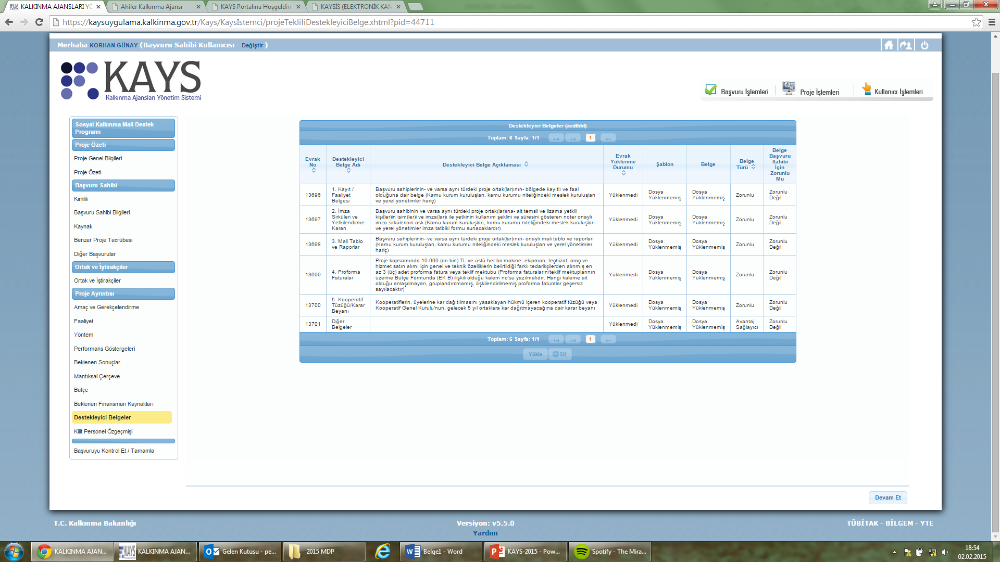 KALKINMA AJANSLARI YÖ
Ahiler Kalkınma Ajansı
KAYS Portalına Hoşgeldini
KAYSİS (ELEKTRONİK KAM
https://kaysuygulama.kalkinma.gov.tr/Kays/KaysIstemci/projeTeklifiDestekleyiciBelge.xhtml?pid=44711
Merhaba KORHAN GÜNAY (Başvuru Sahibi Kullanıcısı - Değiştir )
KAYS
Kalkınma Ajansları Yönetim Sistemi
Başvuru İşlemleri
Proje İşlemleri
Kullanıcı İşlemleri
Sosyal Kalkınma Mali Destek
Programı
Proje Özeti
Proje Genel Bilgileri
Proje Özeti
Başvuru Sahibi
Kimlik
Başvuru Sahibi Bilgileri
Kaynak
Benzer Proje Tecrübesi
Diğer Başvurular
Ortak ve İştirakçiler
Ortak ve İştirakçiler
Proje Ayrıntısı
Amaç ve Gerekçelendirme
Faaliyet
Yöntem
Performans Göstergeleri
Beklenen Sonuçlar
Mantıksal Çerçeve
Bütçe
Beklenen Finansman Kaynakları
Destekleyici Belgeler
Kilit Personel Özgeçmişi
Başvuruyu Kontrol Et / Tamamla
Destekleyici Belgeler (zedthht)
Toplam: 6 Sayfa: 1/1
1
Evrak
No
Destekleyici
Belge Adı
Destekleyici Belge Açıklaması
Evrak
Yüklenme
Durumu
Şablon
Belge
Belge
Türü
Belge
Başvuru
Sahibi
İçin
Zorunlu
Mu
13696
1. Kayıt /
Faaliyet
Belgesi
Başvuru sahiplerinin- ve varsa aynı türdeki proje ortak(lar)ının- bölgede kayıtlı ve faal
olduğuna dair belge (Kamu kurum kuruluşları, kamu kurumu niteliğindeki meslek kuruluşları
ve yerel yönetimler hariç)
Yüklenmedi
Dosya
Yüklenmemiş
Dosya
Yüklenmemiş
Zorunlu
Zorunlu
Değil
13697
2. İmza
Sirküleri ve
Yetkilendirme
Kararı
Başvuru sahibinin ve varsa aynı türdeki proje ortak(lar)ına- ait temsil ve ilzama yetkili
kişi(ler)in isim(ler)i ve imza(lar)ı ile yetkinin kullanım şeklini ve süresini gösteren noter onaylı
imza sirkülerinin aslı (Kamu kurum kuruluşları, kamu kurumu niteliğindeki meslek kuruluşları
ve yerel yönetimler imza tatbiki formu sunacaklardır)
Yüklenmedi
Dosya
Yüklenmemiş
Dosya
Yüklenmemiş
Zorunlu
Zorunlu
Değil
13698
3. Mali Tablo
ve Raporlar
Başvuru sahiplerinin- ve varsa aynı türdeki proje ortak(lar)ının- onaylı mali tablo ve raporları
(Kamu kurum kuruluşları, kamu kurumu niteliğindeki meslek kuruluşları ve yerel yönetimler
hariç)
Yüklenmedi
Dosya
Yüklenmemiş
Dosya
Yüklenmemiş
Zorunlu
Zorunlu
Değil
13699
4. Proforma
Faturalar
Proje kapsamında 10.000 (on bin) TL ve üstü her bir makine, ekipman, teçhizat, araç ve
hizmet satın alımı için genel ve teknik özelliklerin belirtildiği farklı tedarikçilerden alınmış en
az 3 (üç) adet proforma fatura veya teklif mektubu (Proforma faturaların/teklif mektuplarının
üzerine Bütçe Formunda (EK B) ilişkili olduğu kalem no'su yazılmalıdır. Hangi kaleme ait
olduğu anlaşılmayan, gruplandırılmamış, ilişkilendirilmemiş proforma faturalar geçersiz
sayılacaktır)
Yüklenmedi
Dosya
Yüklenmemiş
Dosya
Yüklenmemiş
Zorunlu
Zorunlu
Değil
13700
5. Kooperatif
Tüzüğü/Karar
Beyanı
Kooperatiflerin, üyelerine kar dağıtılmasını yasaklayan hükmü içeren kooperatif tüzüğü veya
Kooperatif Genel Kurulu'nun, gelecek 5 yıl ortaklara kar dağıtmayacağına dair karar beyanı
Yüklenmedi
Dosya
Yüklenmemiş
Dosya
Yüklenmemiş
Zorunlu
Zorunlu
Değil
13701
Diğer
Belgeler
Yüklenmedi
Dosya
Yüklenmemiş
Dosya
Yüklenmemiş
Avantaj
Sağlayıcı
Zorunlu
Değil
Toplam: 6 Sayfa: 1/1
1
Yükle
Sil
Devam Et
T.C. Kalkınma Bakanlığı
Versiyon: v5.5.0
Yardım
TÜBİTAK - BİLGEM - YTE
KALKINMA AJAN...
KALKINMA AJAN...
Gelen Kutusu - pe...
2015 MDP
Belge1 - Word
KAYS-2015 - Pow...
Spotify - The Mira...
18:54
02.02.2015